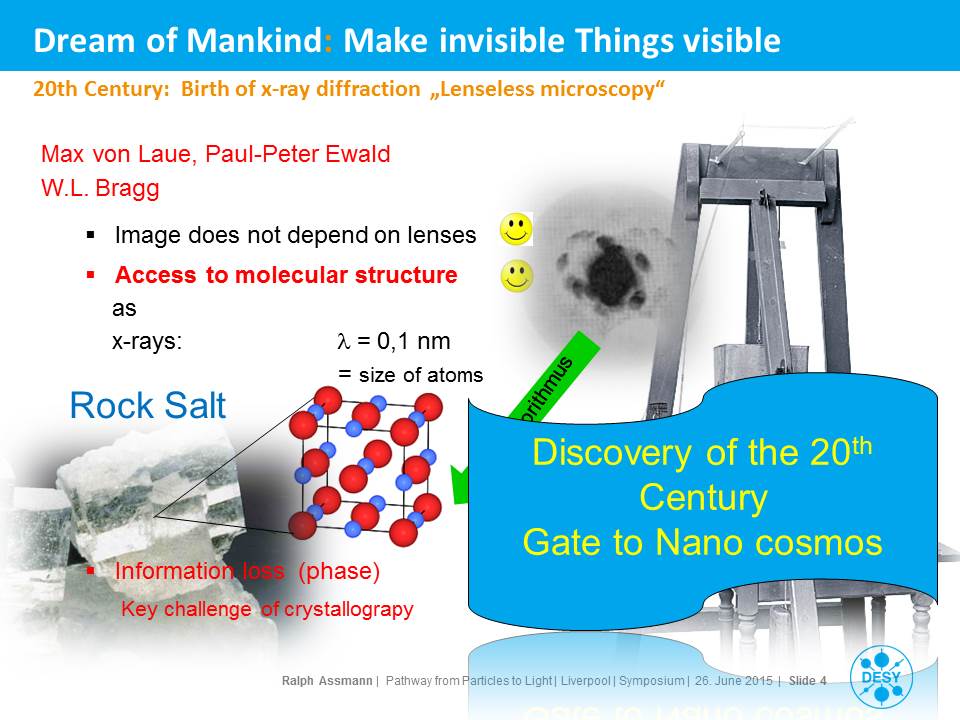 Dream of Mankind: Make invisible Things visible
20th Century: Birth of x-ray diffraction „Lenseless microscopy“
Max von Laue, Paul-Peter Ewald
W.L. Bragg
▪ Image does not depend on lenses
▪ Access to molecular structure
as
x-rays: λ = 0,1 nm
= size of atoms
orithmus
Rock Salt
Discovery of the 20th
Century
Gate to Nano cosmos
▪ Information loss (phase)
Key challenge of crystallograpy
Ralph Assmann | Pathway from Particles to Light | Liverpool | Symposium | 26. June 2015 | Slide 4
DESY